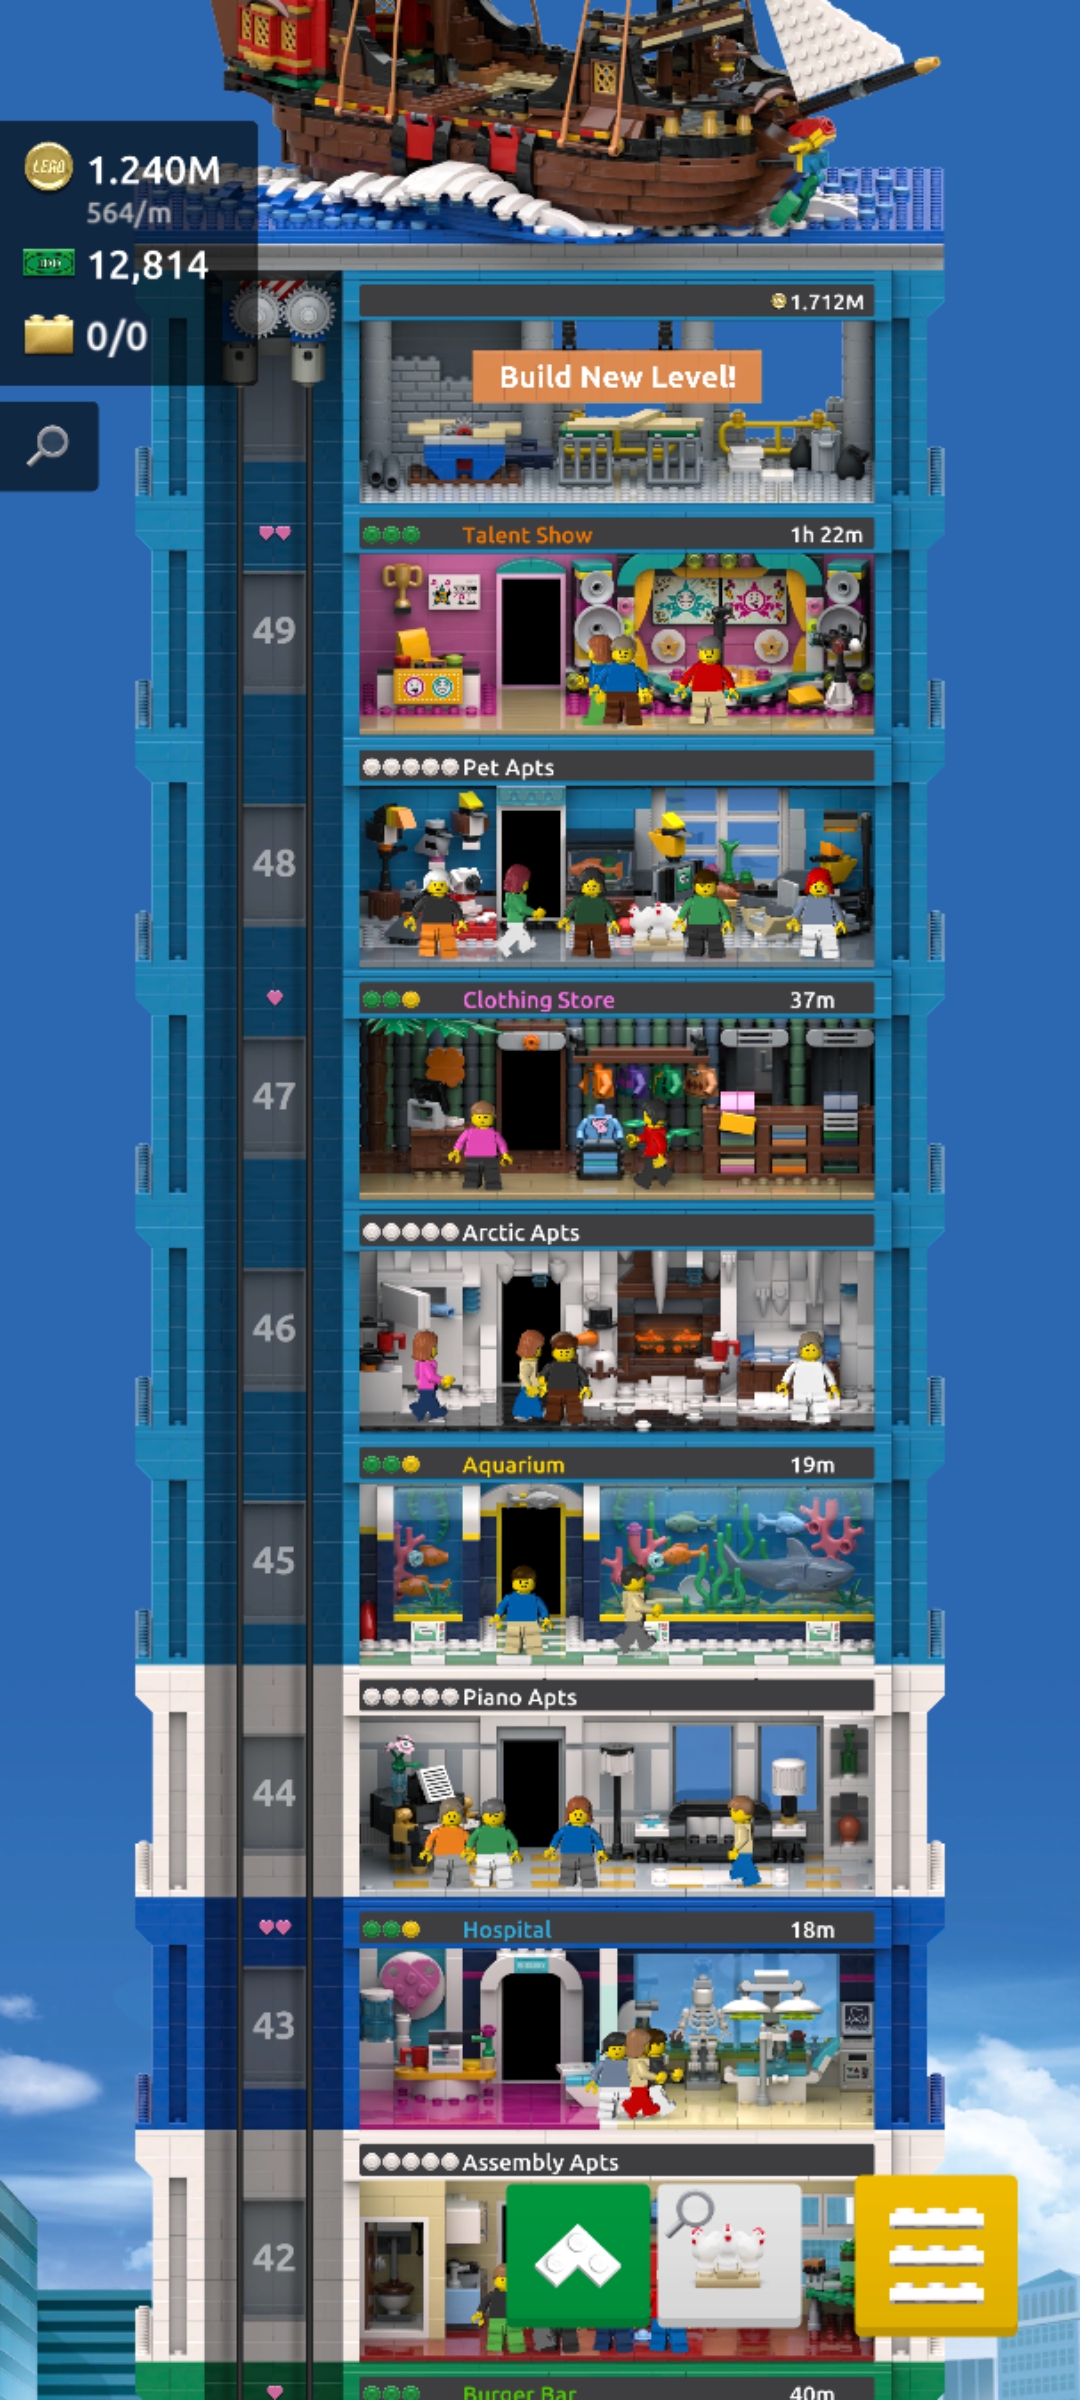 LEGO
1.240M
564/m
12,814
0/0
1.712M
Build New Level!
Talent Show 1h 22m
49
Pet Apts
48
Clothing Store 37m
47
Arctic Apts
46
Aquarium 19m
45
Piano Apts
44
Hospital 18m
43
Assembly Apts
42
Burger Bar 40m